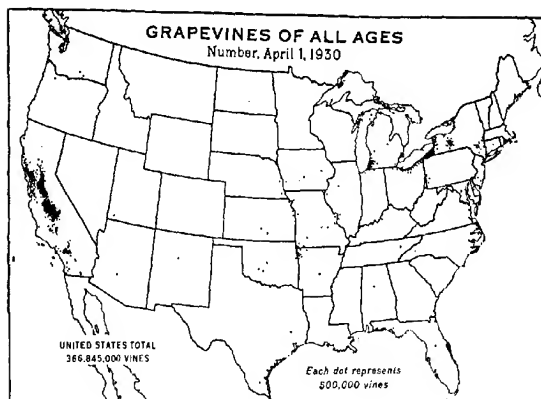 GRAPEVINES OF ALL AGES
Number, April 1, 1930
UNITED STATES TOTAL
366,845,000 VINES
Each dot represents
500,000 vines